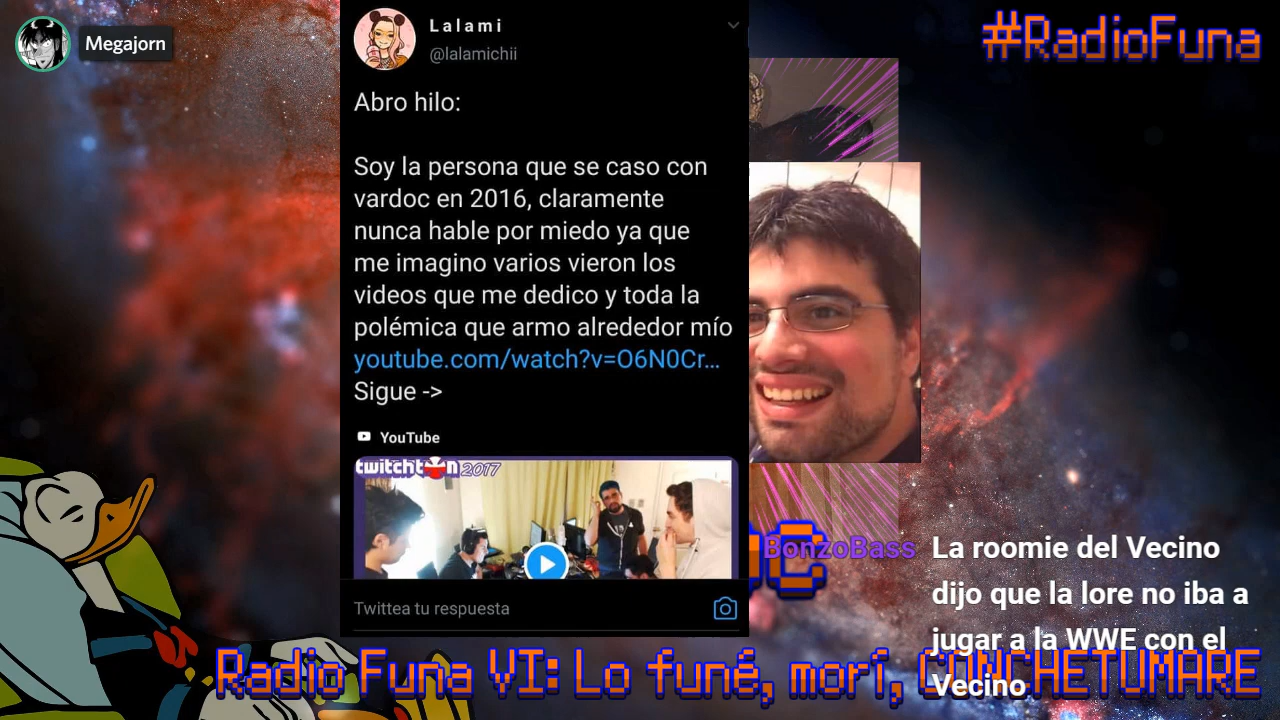 Megajorn
#RadioFuna
Lalami
@lalamichii
Abro hilo:
Soy la persona que se caso con
vardoc en 2016, claramente
nunca hable por miedo ya que
me imagino varios vieron los
videos que me dedico y toda la
polémica que armo alrededor mío
youtube.com/watch?v=O6N0Cr...
Sigue ->
YouTube
twitchton 2017
Twittea tu respuesta
BonzoBass
La roomie del Vecino
dijo que la lore no iba a
jugar a la WWE con el
Vecino
Radio Funa VI: Lo funé, morí, CONCHETUMARE